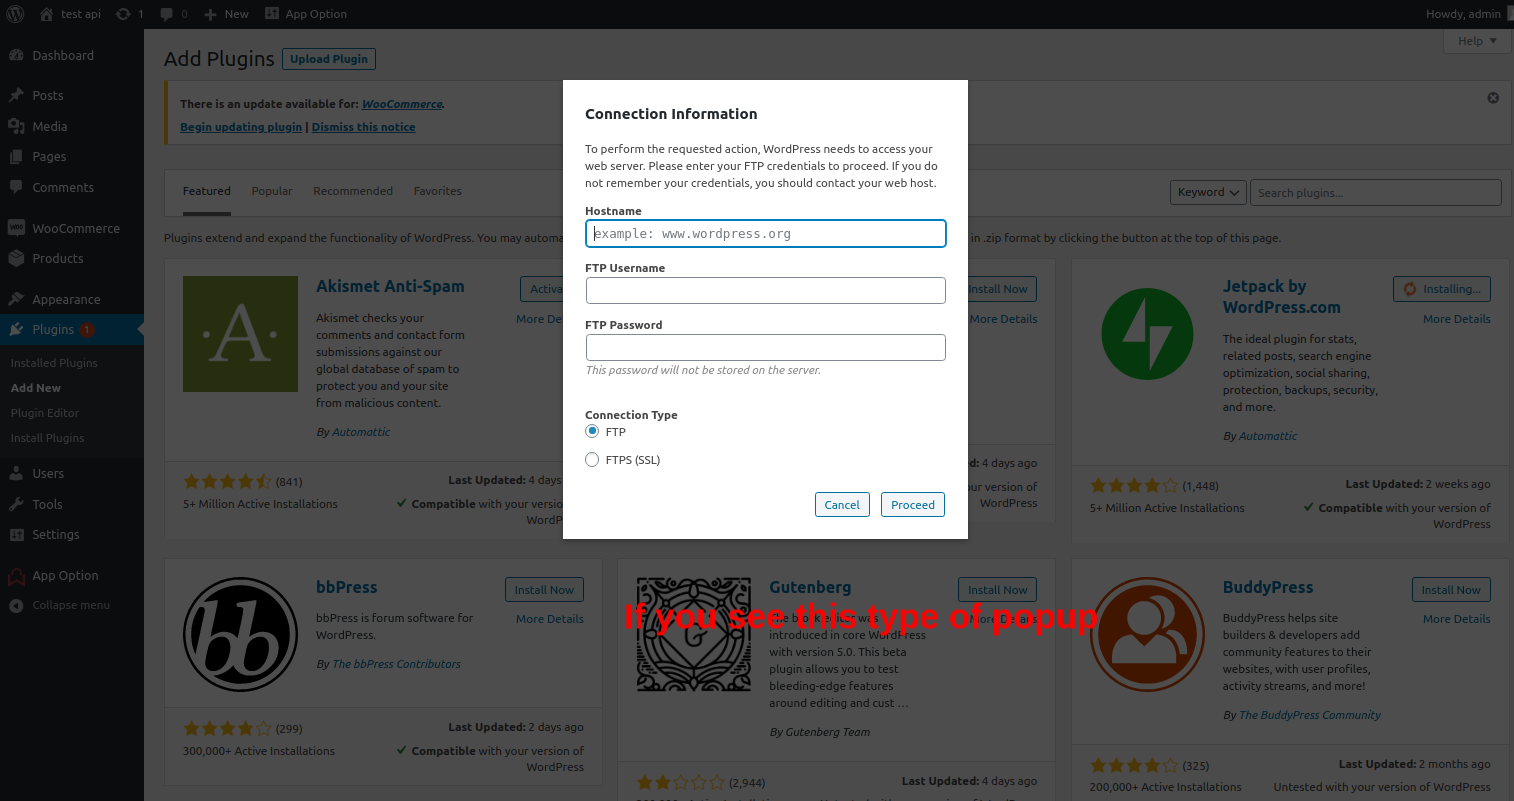 test api 1 0 New App Option Howdy, admin
Dashboard
Posts
Media
Pages
Comments
WooCommerce
Products
Appearance
Plugins 1
Installed Plugins
Add New
Plugin Editor
Install Plugins
Users
Tools
Settings
App Option
Collapse menu
Help
Add Plugins Upload Plugin
There is an update available for: WooCommerce.
Begin updating plugin | Dismiss this notice
Featured Popular Recommended Favorites
Keyword Search plugins...
Plugins extend and expand the functionality of WordPress. You may automa
in .zip format by clicking the button at the top of this page.
Connection Information
To perform the requested action, WordPress needs to access your
web server. Please enter your FTP credentials to proceed. If you do
not remember your credentials, you should contact your web host.
Hostname
example: www.wordpress.org
FTP Username
FTP Password
This password will not be stored on the server.
Connection Type
FTP
FTPS (SSL)
Cancel Proceed
Akismet Anti-Spam
Activa
More De
Akismet checks your
comments and contact form
submissions against our
global database of spam to
protect you and your site
from malicious content.
By Automattic
(841)
5+ Million Active Installations
Last Updated: 4 days
Compatible with your version
of WordP
Install Now
More Details
d: 4 days ago
ur version of
WordPress
Jetpack by
WordPress.com
Installing...
More Details
The ideal plugin for stats,
related posts, search engine
optimization, social sharing,
protection, backups, security,
and more.
By Automattic
(1,448)
5+ Million Active Installations
Last Updated: 2 weeks ago
Compatible with your version of
WordPress
bbPress
Install Now
More Details
bbPress is forum software for
WordPress.
By The bbPress Contributors
(299)
300,000+ Active Installations
Last Updated: 2 days ago
Compatible with your version of
WordPress
If you see this type of popup
Gutenberg
Install Now
More Details
The block editor was
introduced in core WordPress
with version 5.0. This beta
plugin allows you to test
bleeding-edge features
around editing and cust …
By Gutenberg Team
(2,944)
Last Updated: 4 days ago
BuddyPress
Install Now
More Details
BuddyPress helps site
builders & developers add
community features to their
websites, with user profiles,
activity streams, and more!
By The BuddyPress Community
(325)
200,000+ Active Installations
Last Updated: 2 months ago
Untested with your version of
WordPress